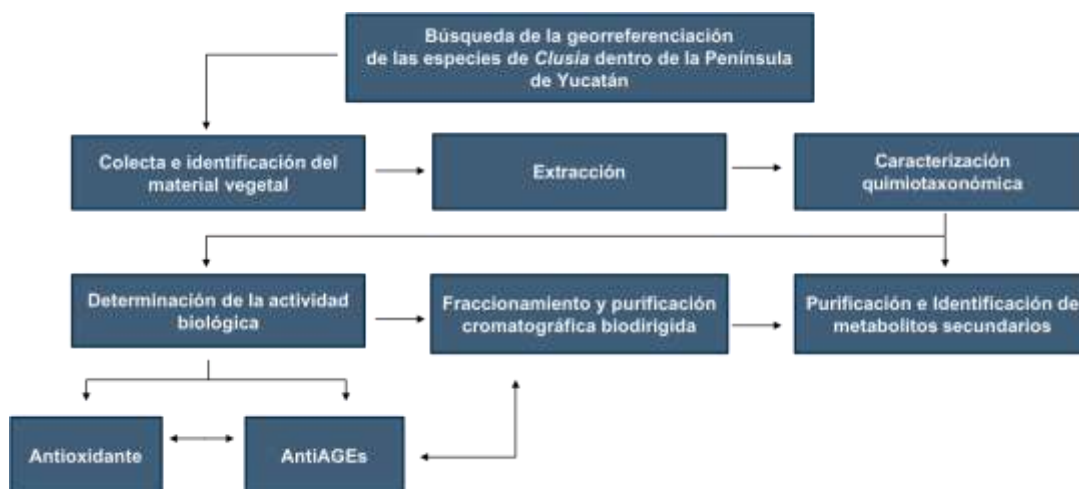 Búsqueda de la georreferenciación
de las especies de Clusia dentro de la Península
de Yucatán
Colecta e identificación del
material vegetal
Extracción
Caracterización
quimiotaxonómica
Determinación de la actividad
biológica
Fraccionamiento y purificación
cromatográfica biodirigida
Purificación e Identificación de
metabolitos secundarios
Antioxidante
AntiAGEs